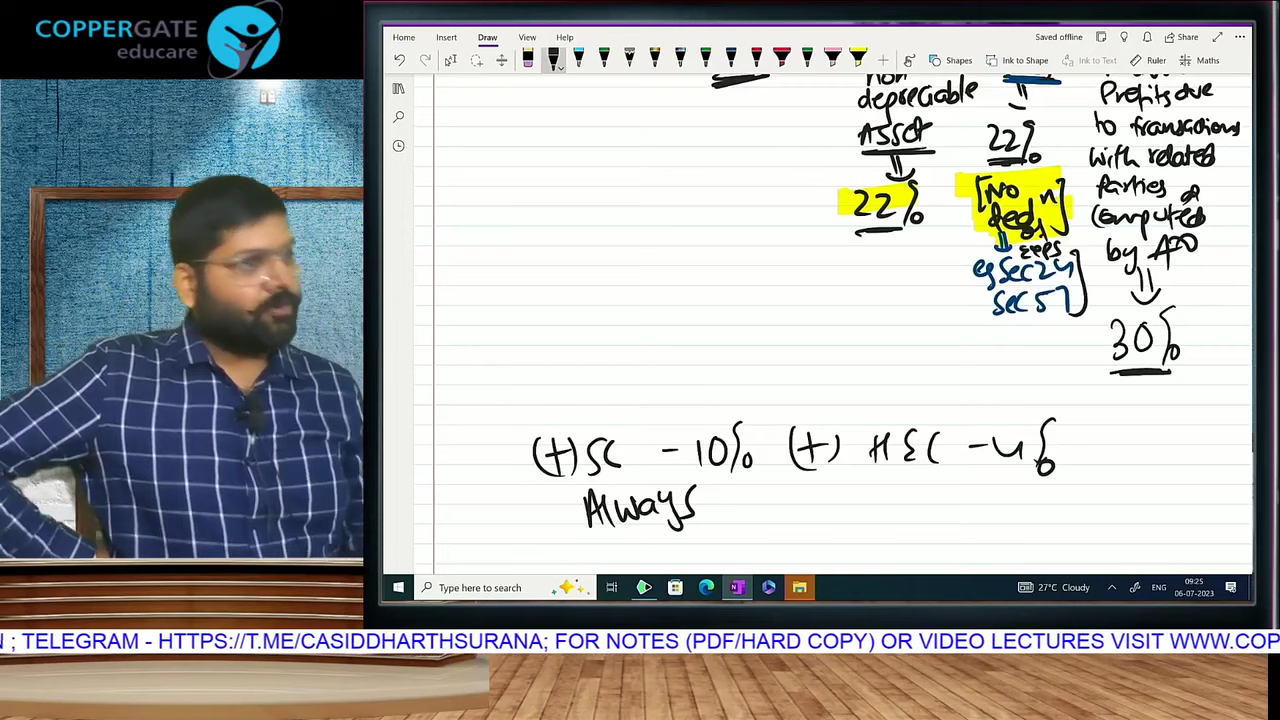 COPPERGATE
educare
Home Insert Draw View Help
Saved offline
Share
Shapes
Ink to Shape
Ink to Text
Ruler
Maths
non
depreciable
Asset
22%
22%
[No dedn
of
exps]
eg Sec 24
Sec 57
Profits due
to transactions
with related
Parties &
Computed
by A.O
30%
(+) SC - 10% (+) HEC - 4%
Always
Type here to search
27°C Cloudy
ENG
09:25
06-07-2023
N ; TELEGRAM - HTTPS://T.ME/CASIDDHARTHSURANA; FOR NOTES (PDF/HARD COPY) OR VIDEO LECTURES VISIT WWW.COP